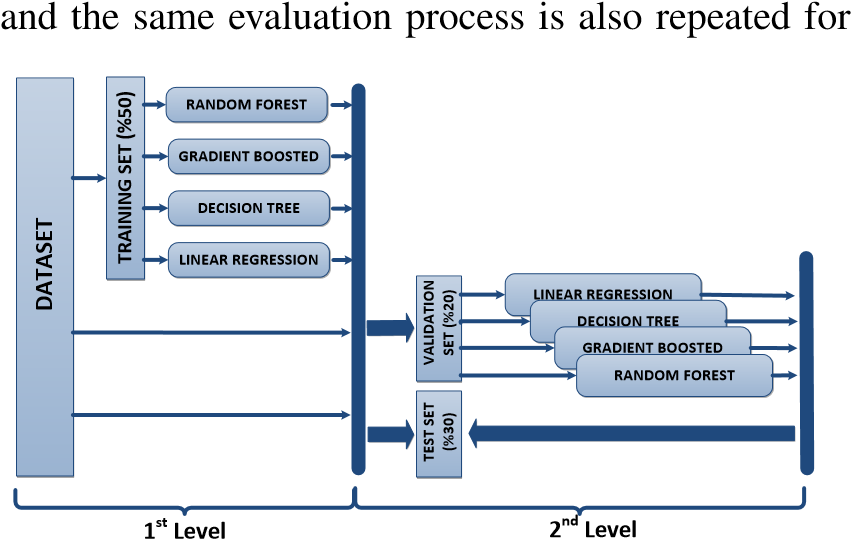 and the same evaluation process is also repeated for
DATASET
TRAINING SET (%50)
RANDOM FOREST
GRADIENT BOOSTED
DECISION TREE
LINEAR REGRESSION
VALIDATION
SET (%20)
LINEAR REGRESSION
DECISION TREE
GRADIENT BOOSTED
RANDOM FOREST
TEST SET
(%30)
1st Level
2nd Level